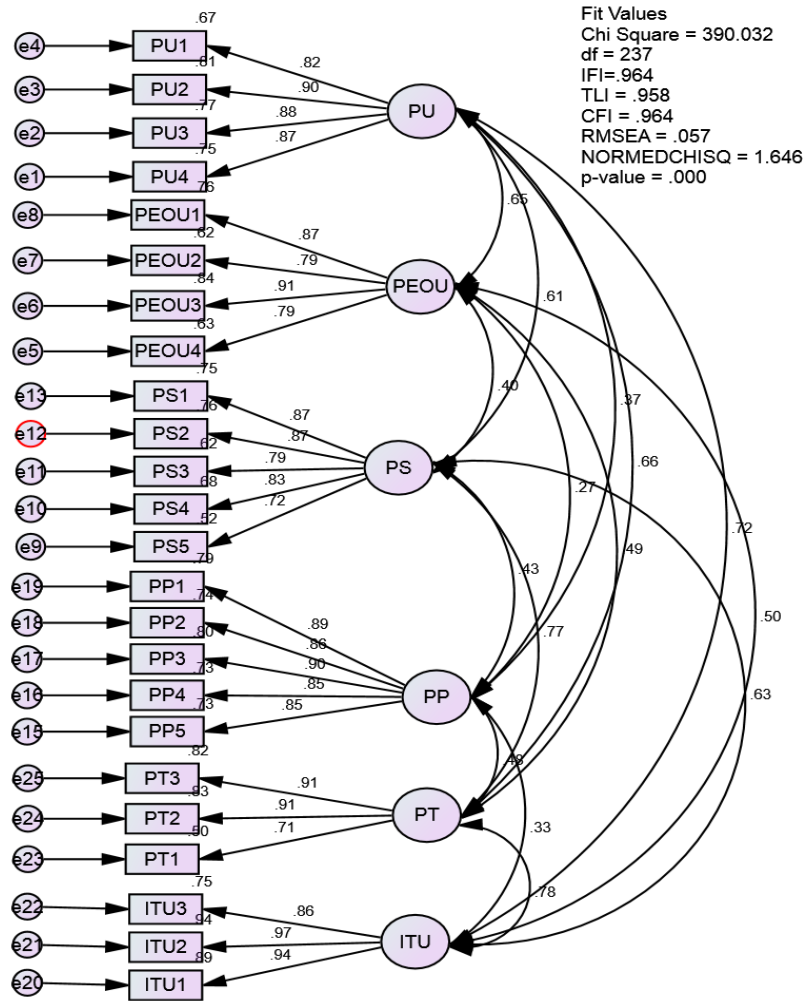 Fit Values
Chi Square = 390.032
df = 237
IFI=.964
TLI = .958
CFI = .964
RMSEA = .057
NORMEDCHISQ = 1.646
p-value = .000
.67
e4 PU1 .82
.81
e3 PU2 .90
.77
e2 PU3 .88
.75
e1 PU4 .87
PU
.76
e8 PEOU1 .87
.62
e7 PEOU2 .79
.84
e6 PEOU3 .91
.63
e5 PEOU4 .79
PEOU
.75
e13 PS1 .87
.76
e12 PS2 .87
.62
e11 PS3 .79
.68
e10 PS4 .83
.52
e9 PS5 .72
PS
.79
e19 PP1 .89
.74
e18 PP2 .86
.80
e17 PP3 .90
.73
e16 PP4 .85
.73
e15 PP5 .85
PP
.82
e25 PT3 .91
.83
e24 PT2 .91
.50
e23 PT1 .71
PT
.75
e22 ITU3 .86
.94
e21 ITU2 .97
.89
e20 ITU1 .94
ITU
.65
.61
.40
.37
.66
.27
.49
.72
.43
.77
.50
.63
.33
.78